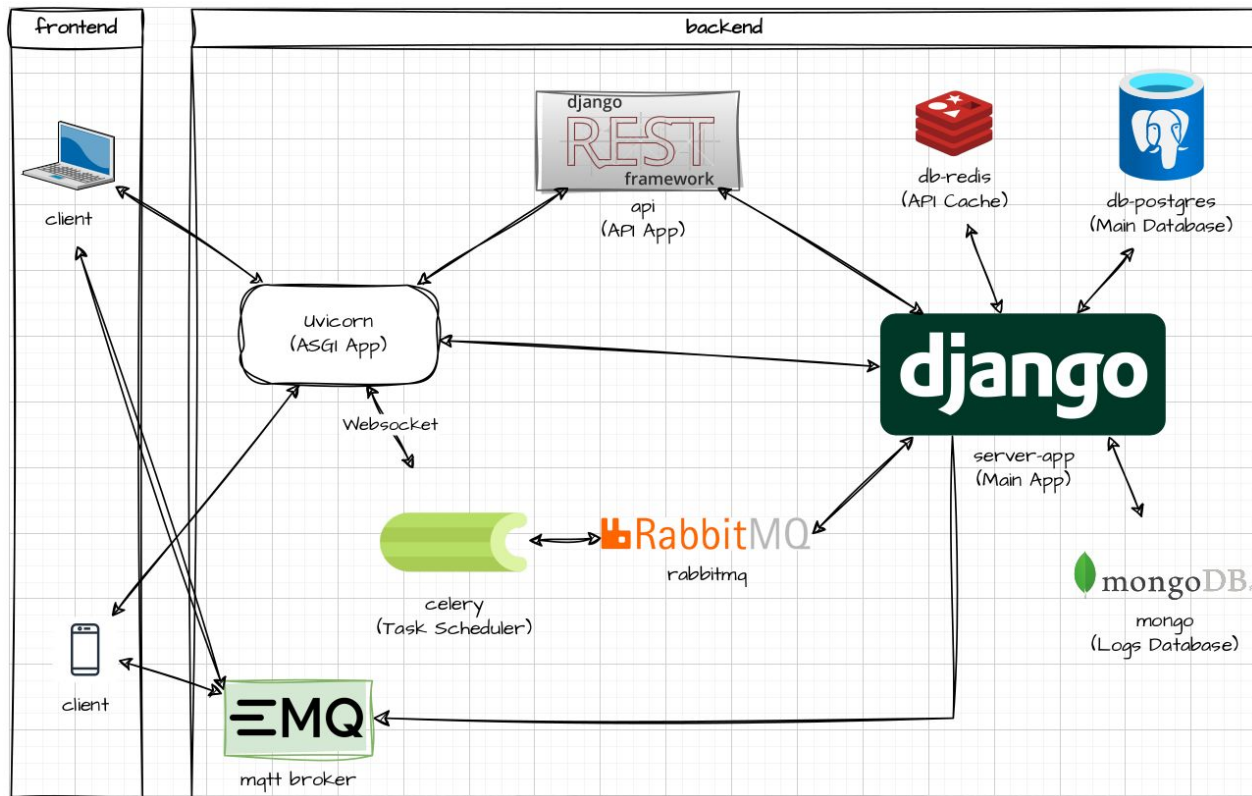 frontend
backend
django
REST
framework
api
(API App)
db-redis
(API Cache)
db-postgres
(Main Database)
client
Uvicorn
(ASGI App)
django
server-app
(Main App)
Websocket
RabbitMQ
rabbitmq
celery
(Task Scheduler)
mongoDB.
mongo
(Logs Database)
client
EMQ
mqtt broker